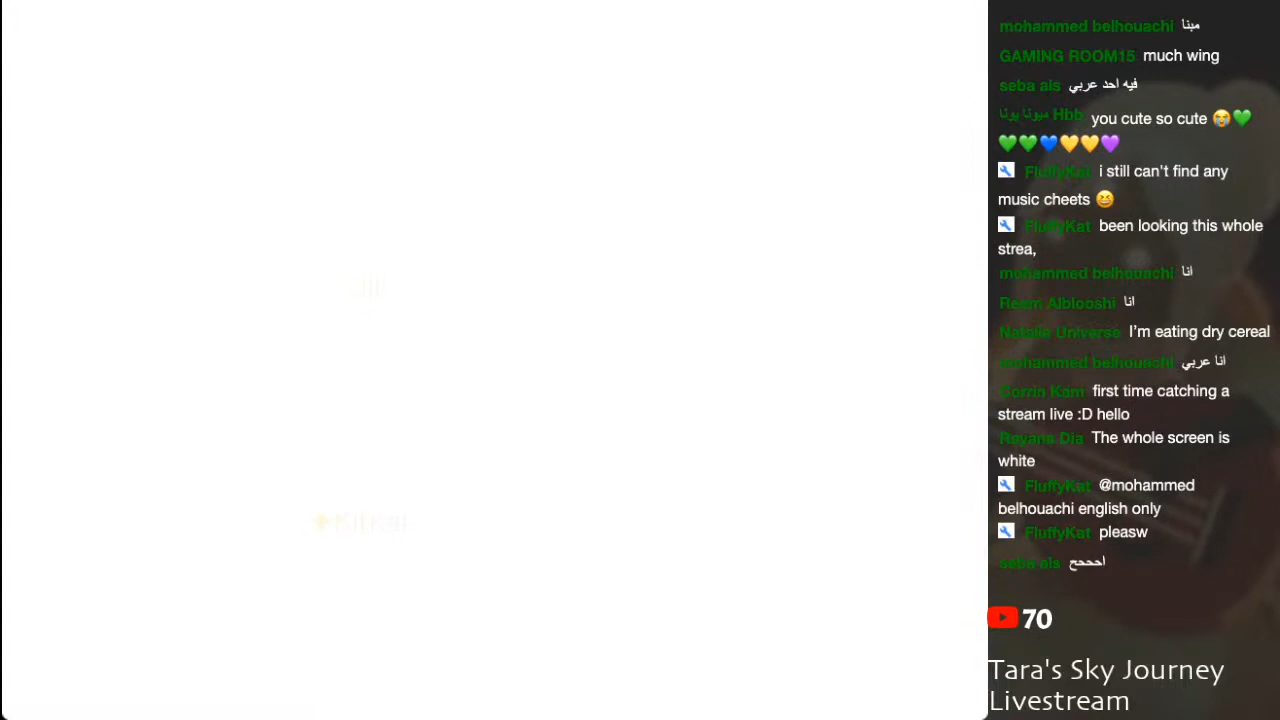 mohammed belhouachi مبنا
GAMING ROOM15 much wing
seba als فيه احد عربي
ميونا يونا Hbb you cute so cute 😭💚
💚💚💙💛💛💜
FluffyKat i still can't find any
music cheets 😆
FluffyKat been looking this whole
strea,
mohammed belhouachi انا
Reem Alblooshi انا
Natalie Universe I’m eating dry cereal
mohammed belhouachi انا عربي
Corrin Kam first time catching a
stream live :D hello
Rayana Dia The whole screen is
white
FluffyKat @mohammed
belhouachi english only
FluffyKat pleasw
seba als احححح
70
Tara's Sky Journey
Livestream